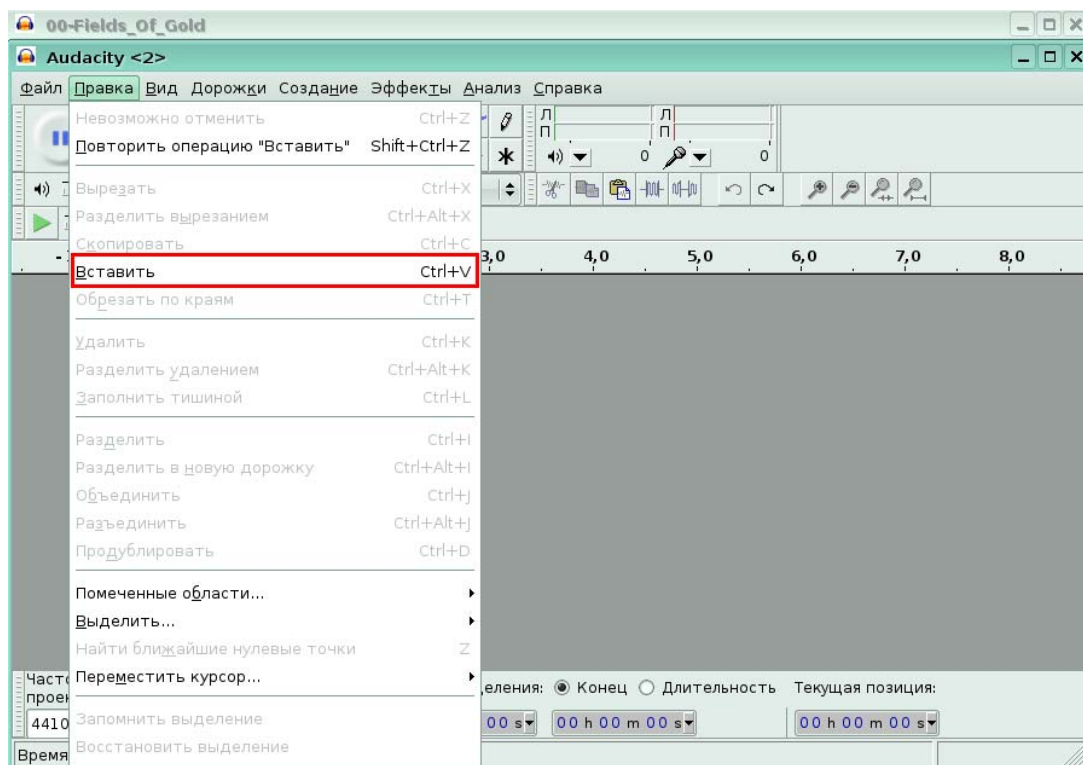 00-Fields_Of_Gold
Audacity <2>
Файл Правка Вид Дорожки Создание Эффекты Анализ Справка
Невозможно отменить Ctrl+Z
Повторить операцию "Вставить" Shift+Ctrl+Z
Л Л
П П
0 0
Вырезать Ctrl+X
Разделить вырезанием Ctrl+Alt+X
Скопировать Ctrl+C
3,0 4,0 5,0 6,0 7,0 8,0
Вставить Ctrl+V
Обрезать по краям Ctrl+T
Удалить Ctrl+K
Разделить удалением Ctrl+Alt+K
Заполнить тишиной Ctrl+L
Разделить Ctrl+I
Разделить в новую дорожку Ctrl+Alt+I
Объединить Ctrl+J
Разъединить Ctrl+Alt+J
Продублировать Ctrl+D
Помеченные области...
Выделить...
Найти ближайшие нулевые точки Z
Переместить курсор...
Конец Длительность Текущая позиция:
Запомнить выделение
4410 00 s 00 h 00 m 00 s 00 h 00 m 00 s
Восстановить выделение
Время